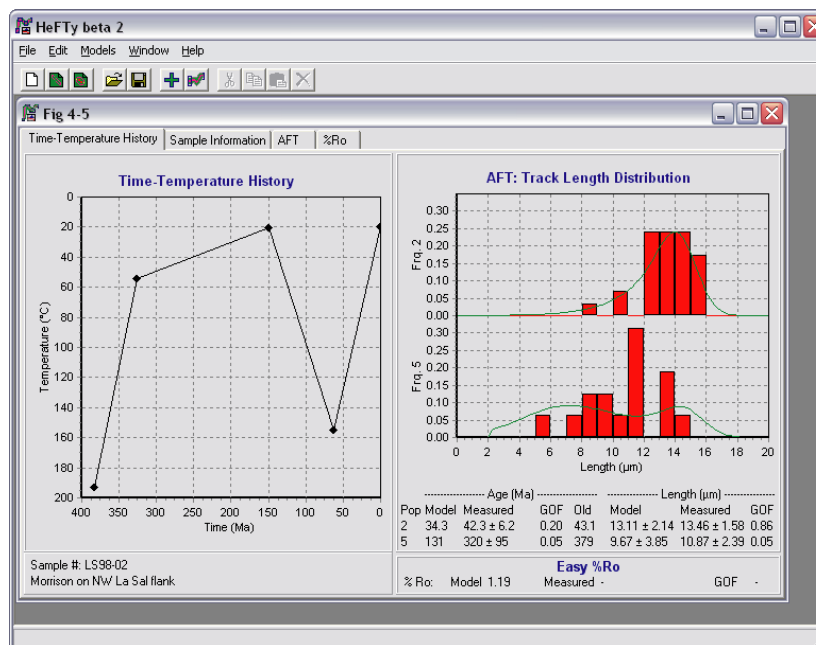 HeFTy beta 2
File Edit Models Window Help
Fig 4-5
Time-Temperature History Sample Information AFT %Ro
Time-Temperature History
0
20
40
60
80
100
120
140
160
180
200
Temperature (°C)
400 350 300 250 200 150 100 50 0
Time (Ma)
Sample #: LS98-02
Morrison on NW La Sal flank
AFT: Track Length Distribution
0.30
0.25
0.20
0.15
0.10
0.05
0.00
Frq. 2
0.30
0.25
0.20
0.15
0.10
0.05
0.00
Frq. 5
0 2 4 6 8 10 12 14 16 18 20
Length (µm)
Age (Ma) Length (µm)
Pop Model Measured GOF Old Model Measured GOF
2 34.3 42.3 ± 6.2 0.20 43.1 13.11 ± 2.14 13.46 ± 1.58 0.86
5 131 320 ± 95 0.05 379 9.67 ± 3.85 10.87 ± 2.39 0.05
Easy %Ro
% Ro: Model 1.19 Measured - GOF -